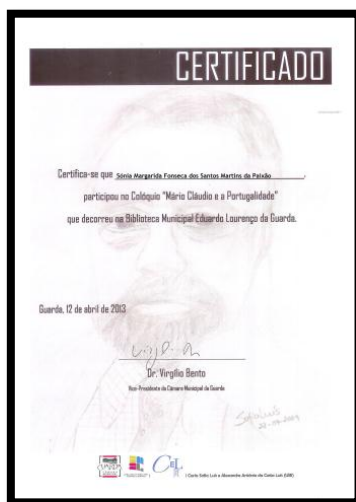 CERTIFICADO
Certifica-se que Sónia Margarida Fonseca dos Santos Martins da Paixão,
participou no Colóquio "Mário Cláudio e a Portugalidade"
que decorreu na Biblioteca Municipal Eduardo Lourenço da Guarda.
Guarda, 12 de abril de 2013
Dr. Virgílio Bento
Vice-Presidente da Câmara Municipal da Guarda